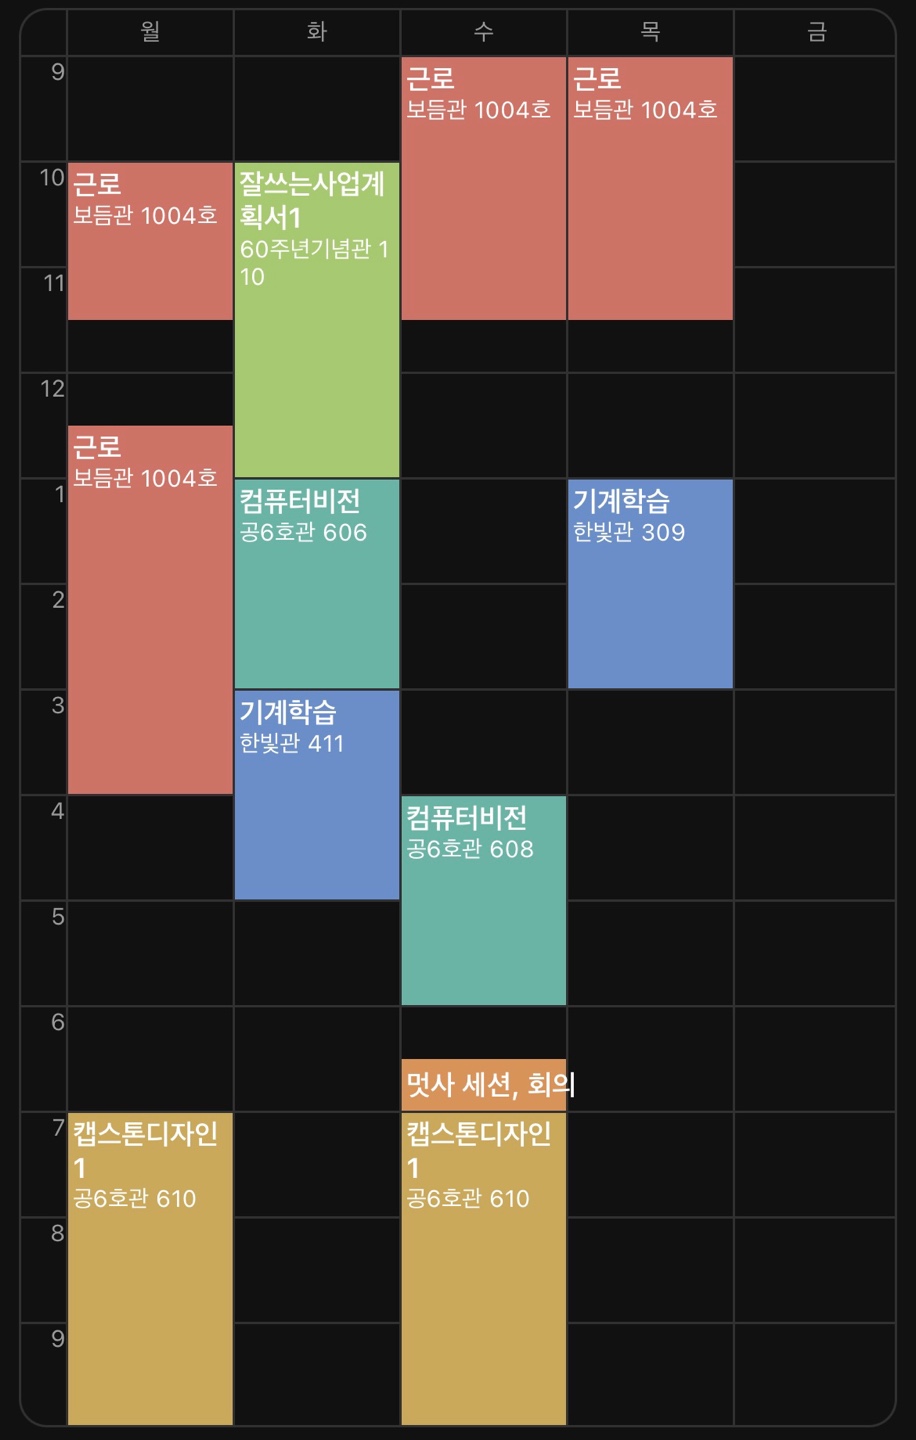 월 화 수 목 금
9
근로
보듬관 1004호
근로
보듬관 1004호
10
근로
보듬관 1004호
잘쓰는사업계
획서1
60주년기념관 1
10
11
12
근로
보듬관 1004호
1
컴퓨터비전
공6호관 606
기계학습
한빛관 309
2
3
기계학습
한빛관 411
4
컴퓨터비전
공6호관 608
5
6
멋사 세션, 회의
7
캡스톤디자인
1
공6호관 610
캡스톤디자인
1
공6호관 610
8
9